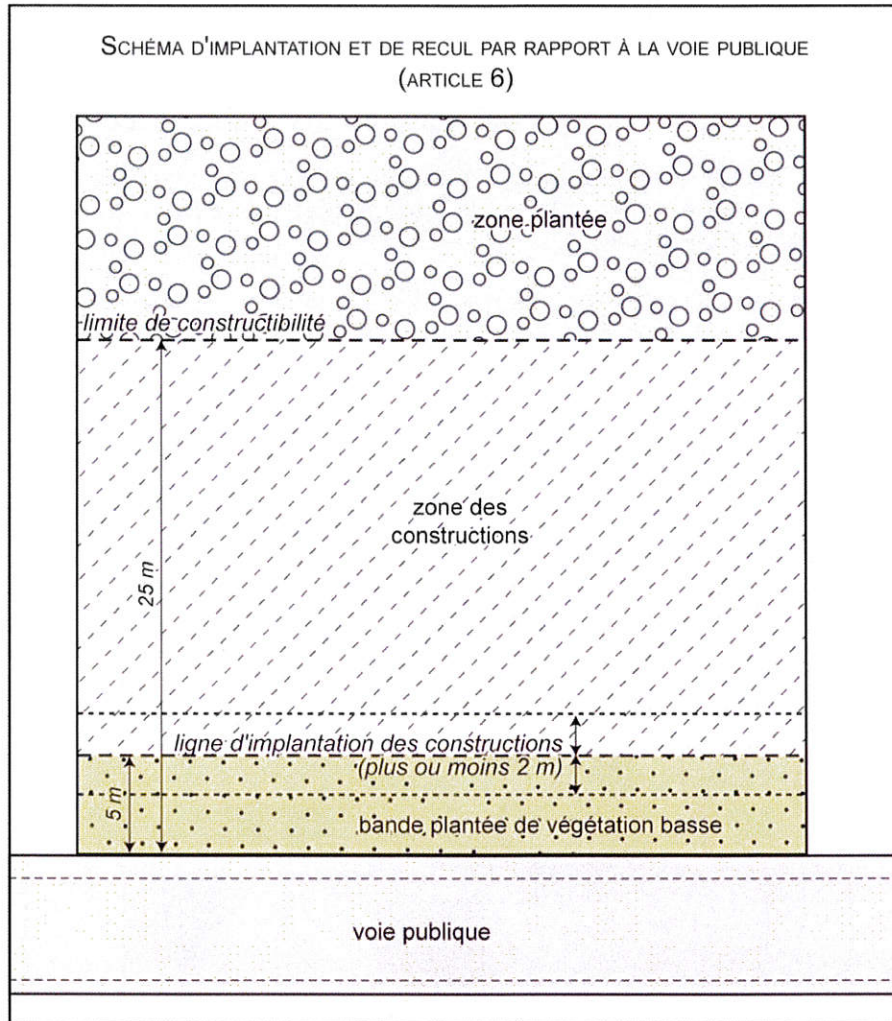 SCHÉMA D'IMPLANTATION ET DE RECUL PAR RAPPORT À LA VOIE PUBLIQUE
(ARTICLE 6)
zone plantée
limite de constructibilité
zone des
constructions
25 m
ligne d'implantation des constructions
(plus ou moins 2 m)
5 m
bande plantée de végétation basse
voie publique